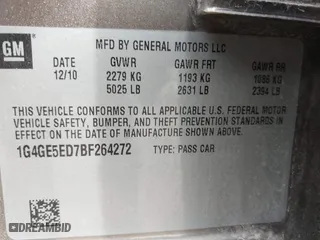 GM
MFD BY GENERAL MOTORS LLC
DATE GVWR GAWR FRT GAWR RR
12/10 2279 KG 1193 KG 1086 KG
5025 LB 2631 LB 2394 LB
THIS VEHICLE CONFORMS TO ALL APPLICABLE U.S. FEDERAL MOTOR
VEHICLE SAFETY, BUMPER, AND THEFT PREVENTION STANDARDS IN
EFFECT ON THE DATE OF MANUFACTURE SHOWN ABOVE.
1G4GE5ED7BF264272 TYPE: PASS CAR
DREAMBID